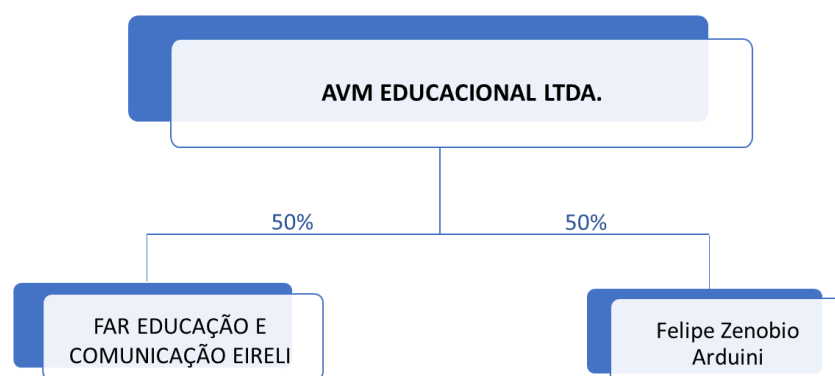 AVM EDUCACIONAL LTDA.
50%
50%
FAR EDUCAÇÃO E
COMUNICAÇÃO EIRELI
Felipe Zenobio
Arduini